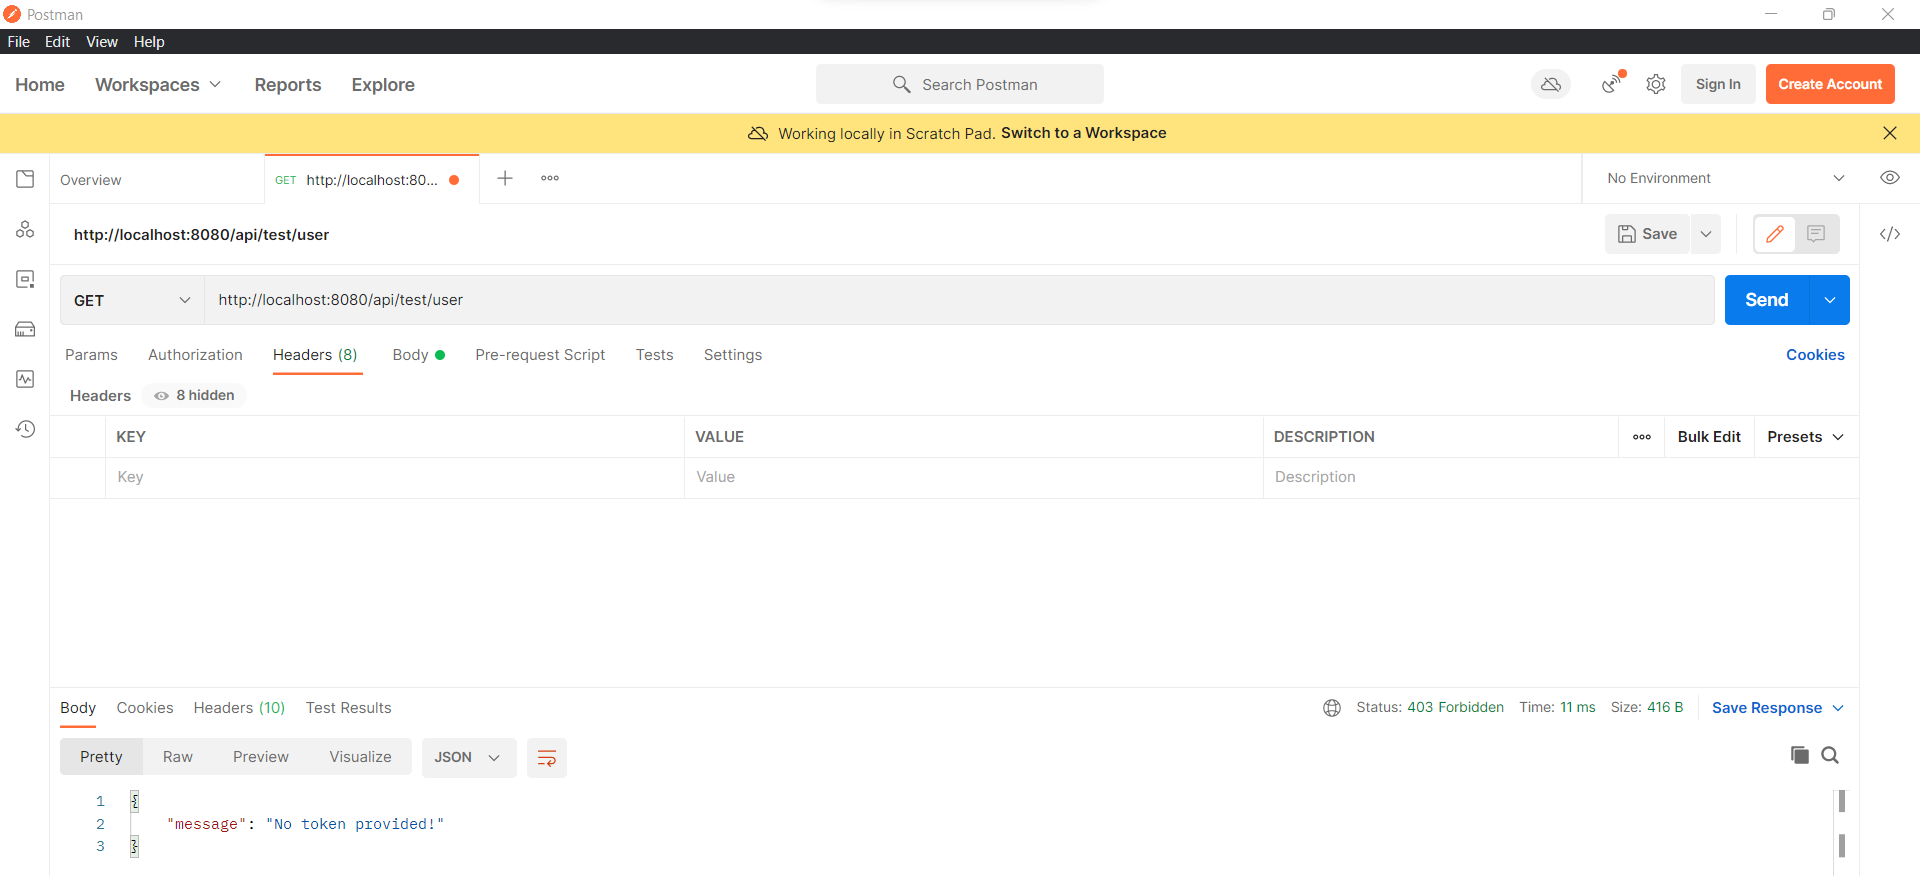 Postman
File Edit View Help
Home Workspaces Reports Explore Search Postman Sign In Create Account
Working locally in Scratch Pad. Switch to a Workspace
Overview GET http://localhost:80... No Environment
http://localhost:8080/api/test/user Save
GET http://localhost:8080/api/test/user Send
Params Authorization Headers (8) Body Pre-request Script Tests Settings Cookies
Headers 8 hidden
KEY VALUE DESCRIPTION Bulk Edit Presets
Key Value Description
Body Cookies Headers (10) Test Results Status: 403 Forbidden Time: 11 ms Size: 416 B Save Response
Pretty Raw Preview Visualize JSON
1 {
2 "message": "No token provided!"
3 }